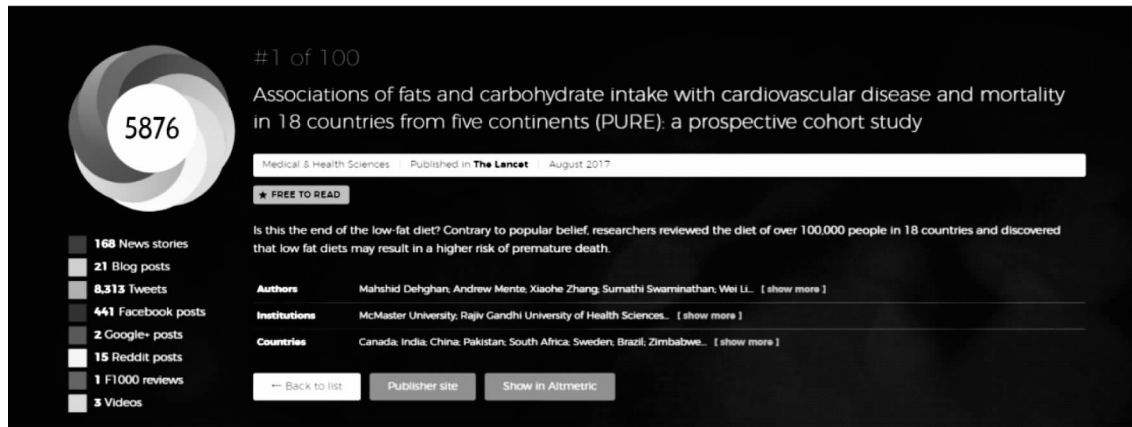 #1 of 100
Associations of fats and carbohydrate intake with cardiovascular disease and mortality
in 18 countries from five continents (PURE): a prospective cohort study
5876
Medical & Health Sciences | Published in The Lancet | August 2017
★ FREE TO READ
Is this the end of the low-fat diet? Contrary to popular belief, researchers reviewed the diet of over 100,000 people in 18 countries and discovered
that low fat diets may result in a higher risk of premature death.
168 News stories
21 Blog posts
8,313 Tweets
441 Facebook posts
2 Google+ posts
15 Reddit posts
1 F1000 reviews
3 Videos
Authors Mahshid Dehghan; Andrew Mente; Xiaohe Zhang; Sumathi Swaminathan; Wei Li... [ show more ]
Institutions McMaster University; Rajiv Gandhi University of Health Sciences... [ show more ]
Countries Canada; India; China; Pakistan; South Africa; Sweden; Brazil; Zimbabwe... [ show more ]
← Back to list
Publisher site
Show in Altmetric